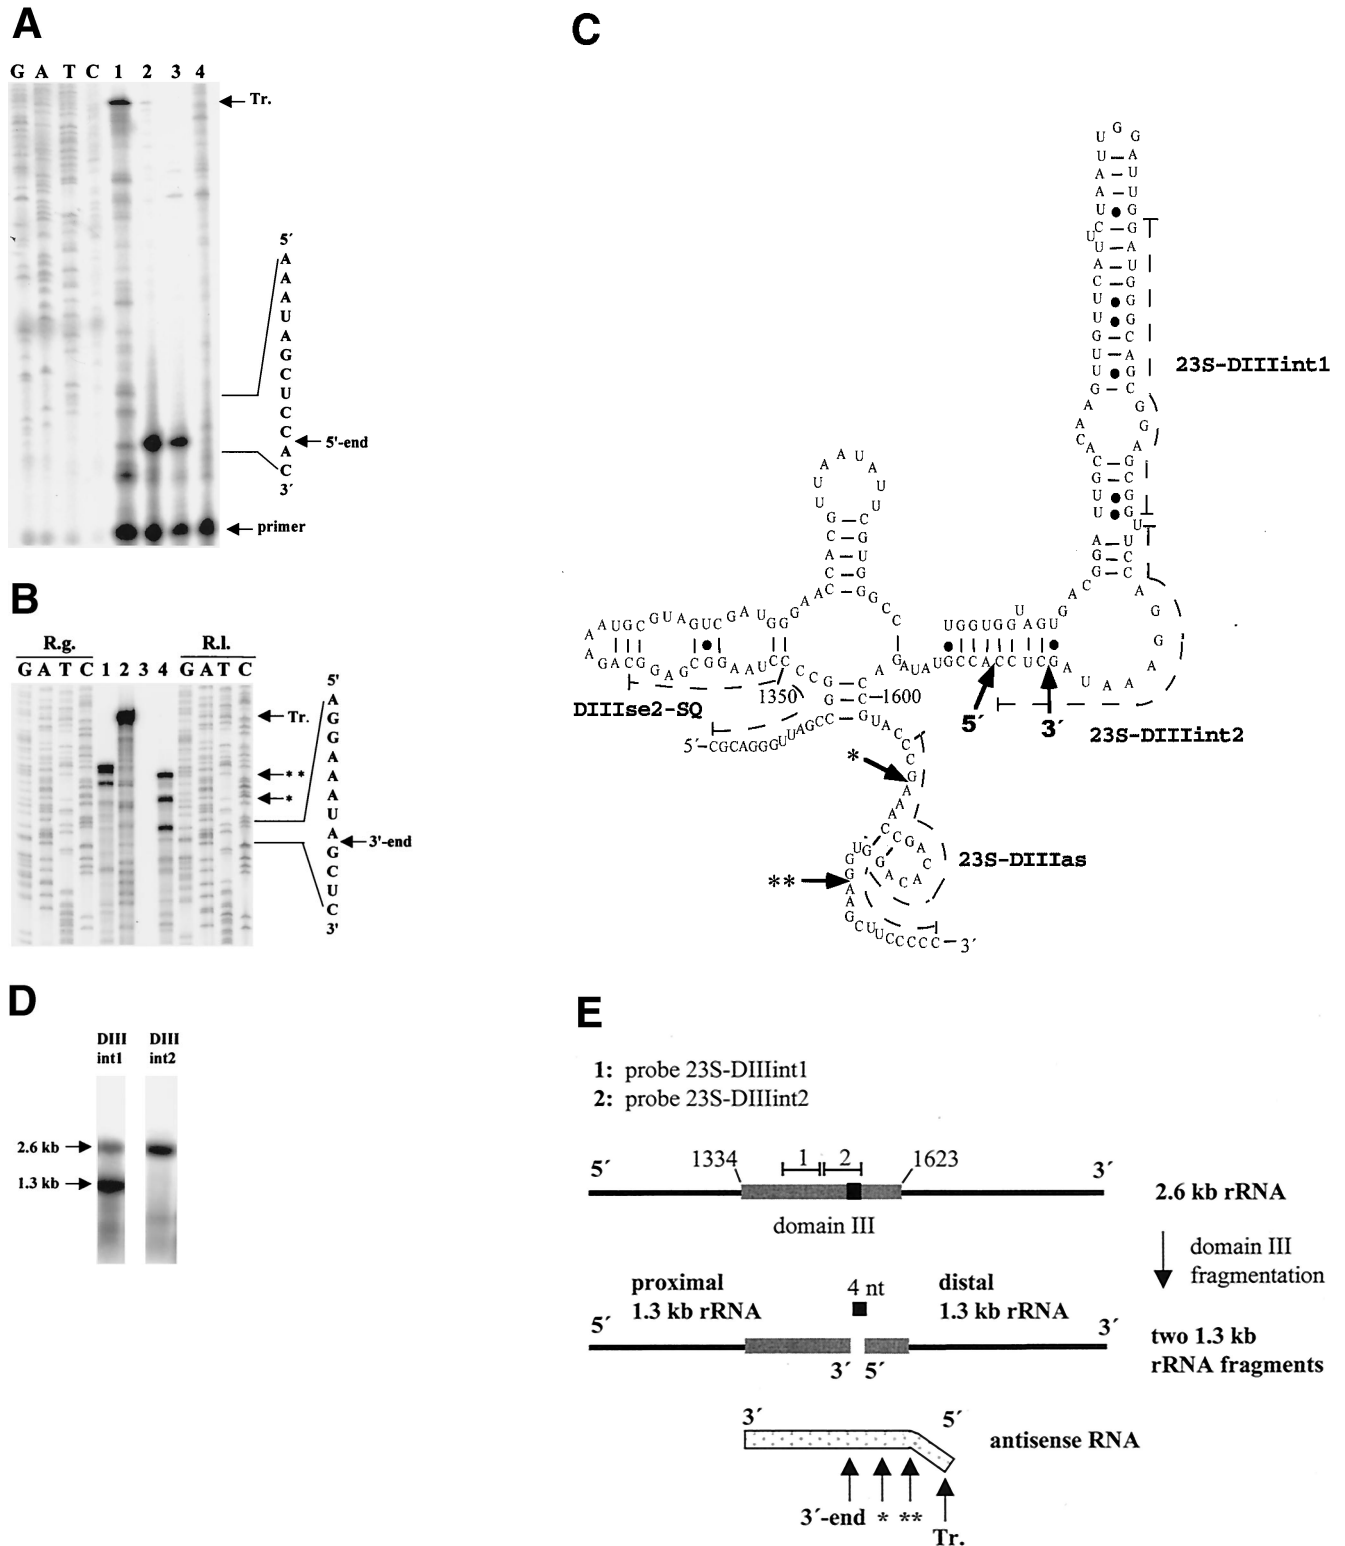 A
G A T C 1 2 3 4
Tr.
5´
A
A
A
U
A
G
C
U
C
C
A
C
3´
5'-end
primer
B
R.g. R.l.
G A T C 1 2 3 4 G A T C
Tr.
**
*
5'
A
G
G
A
A
A
U
A
G
C
U
C
3'
3'-end
C
23S-DIIIint1
DIIIse2-SQ
1350
1600
5´
3´
23S-DIIIint2
5´-CGCAGGGUUAGCC
*
23S-DIIIas
**
GCUUCCCCC-3´
D
DIII int1
DIII int2
2.6 kb
1.3 kb
E
1: probe 23S-DIIIint1
2: probe 23S-DIIIint2
1334 1 2 1623
5´ 3´
2.6 kb rRNA
domain III
domain III
fragmentation
proximal 4 nt distal
1.3 kb rRNA 1.3 kb rRNA
5´ 3´
two 1.3 kb
rRNA fragments
3´ 5´
3´ 5´
antisense RNA
3´-end * **
Tr.